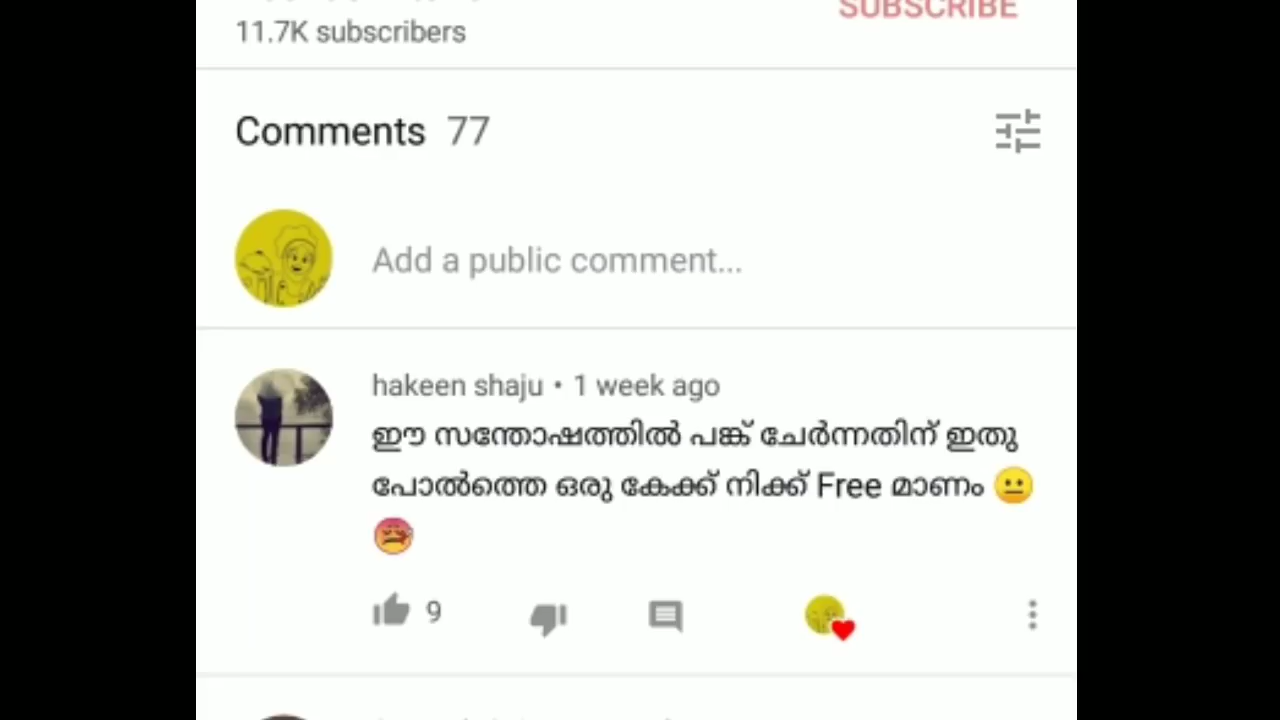 SUBSCRIBE
11.7K subscribers
Comments 77
Add a public comment...
hakeen shaju • 1 week ago
ഈ സന്തോഷത്തിൽ പങ്ക് ചേർന്നതിന് ഇതു
പോൽത്തെ ഒരു കേക്ക് നിക്ക് Free മാണം 😐
😡
9